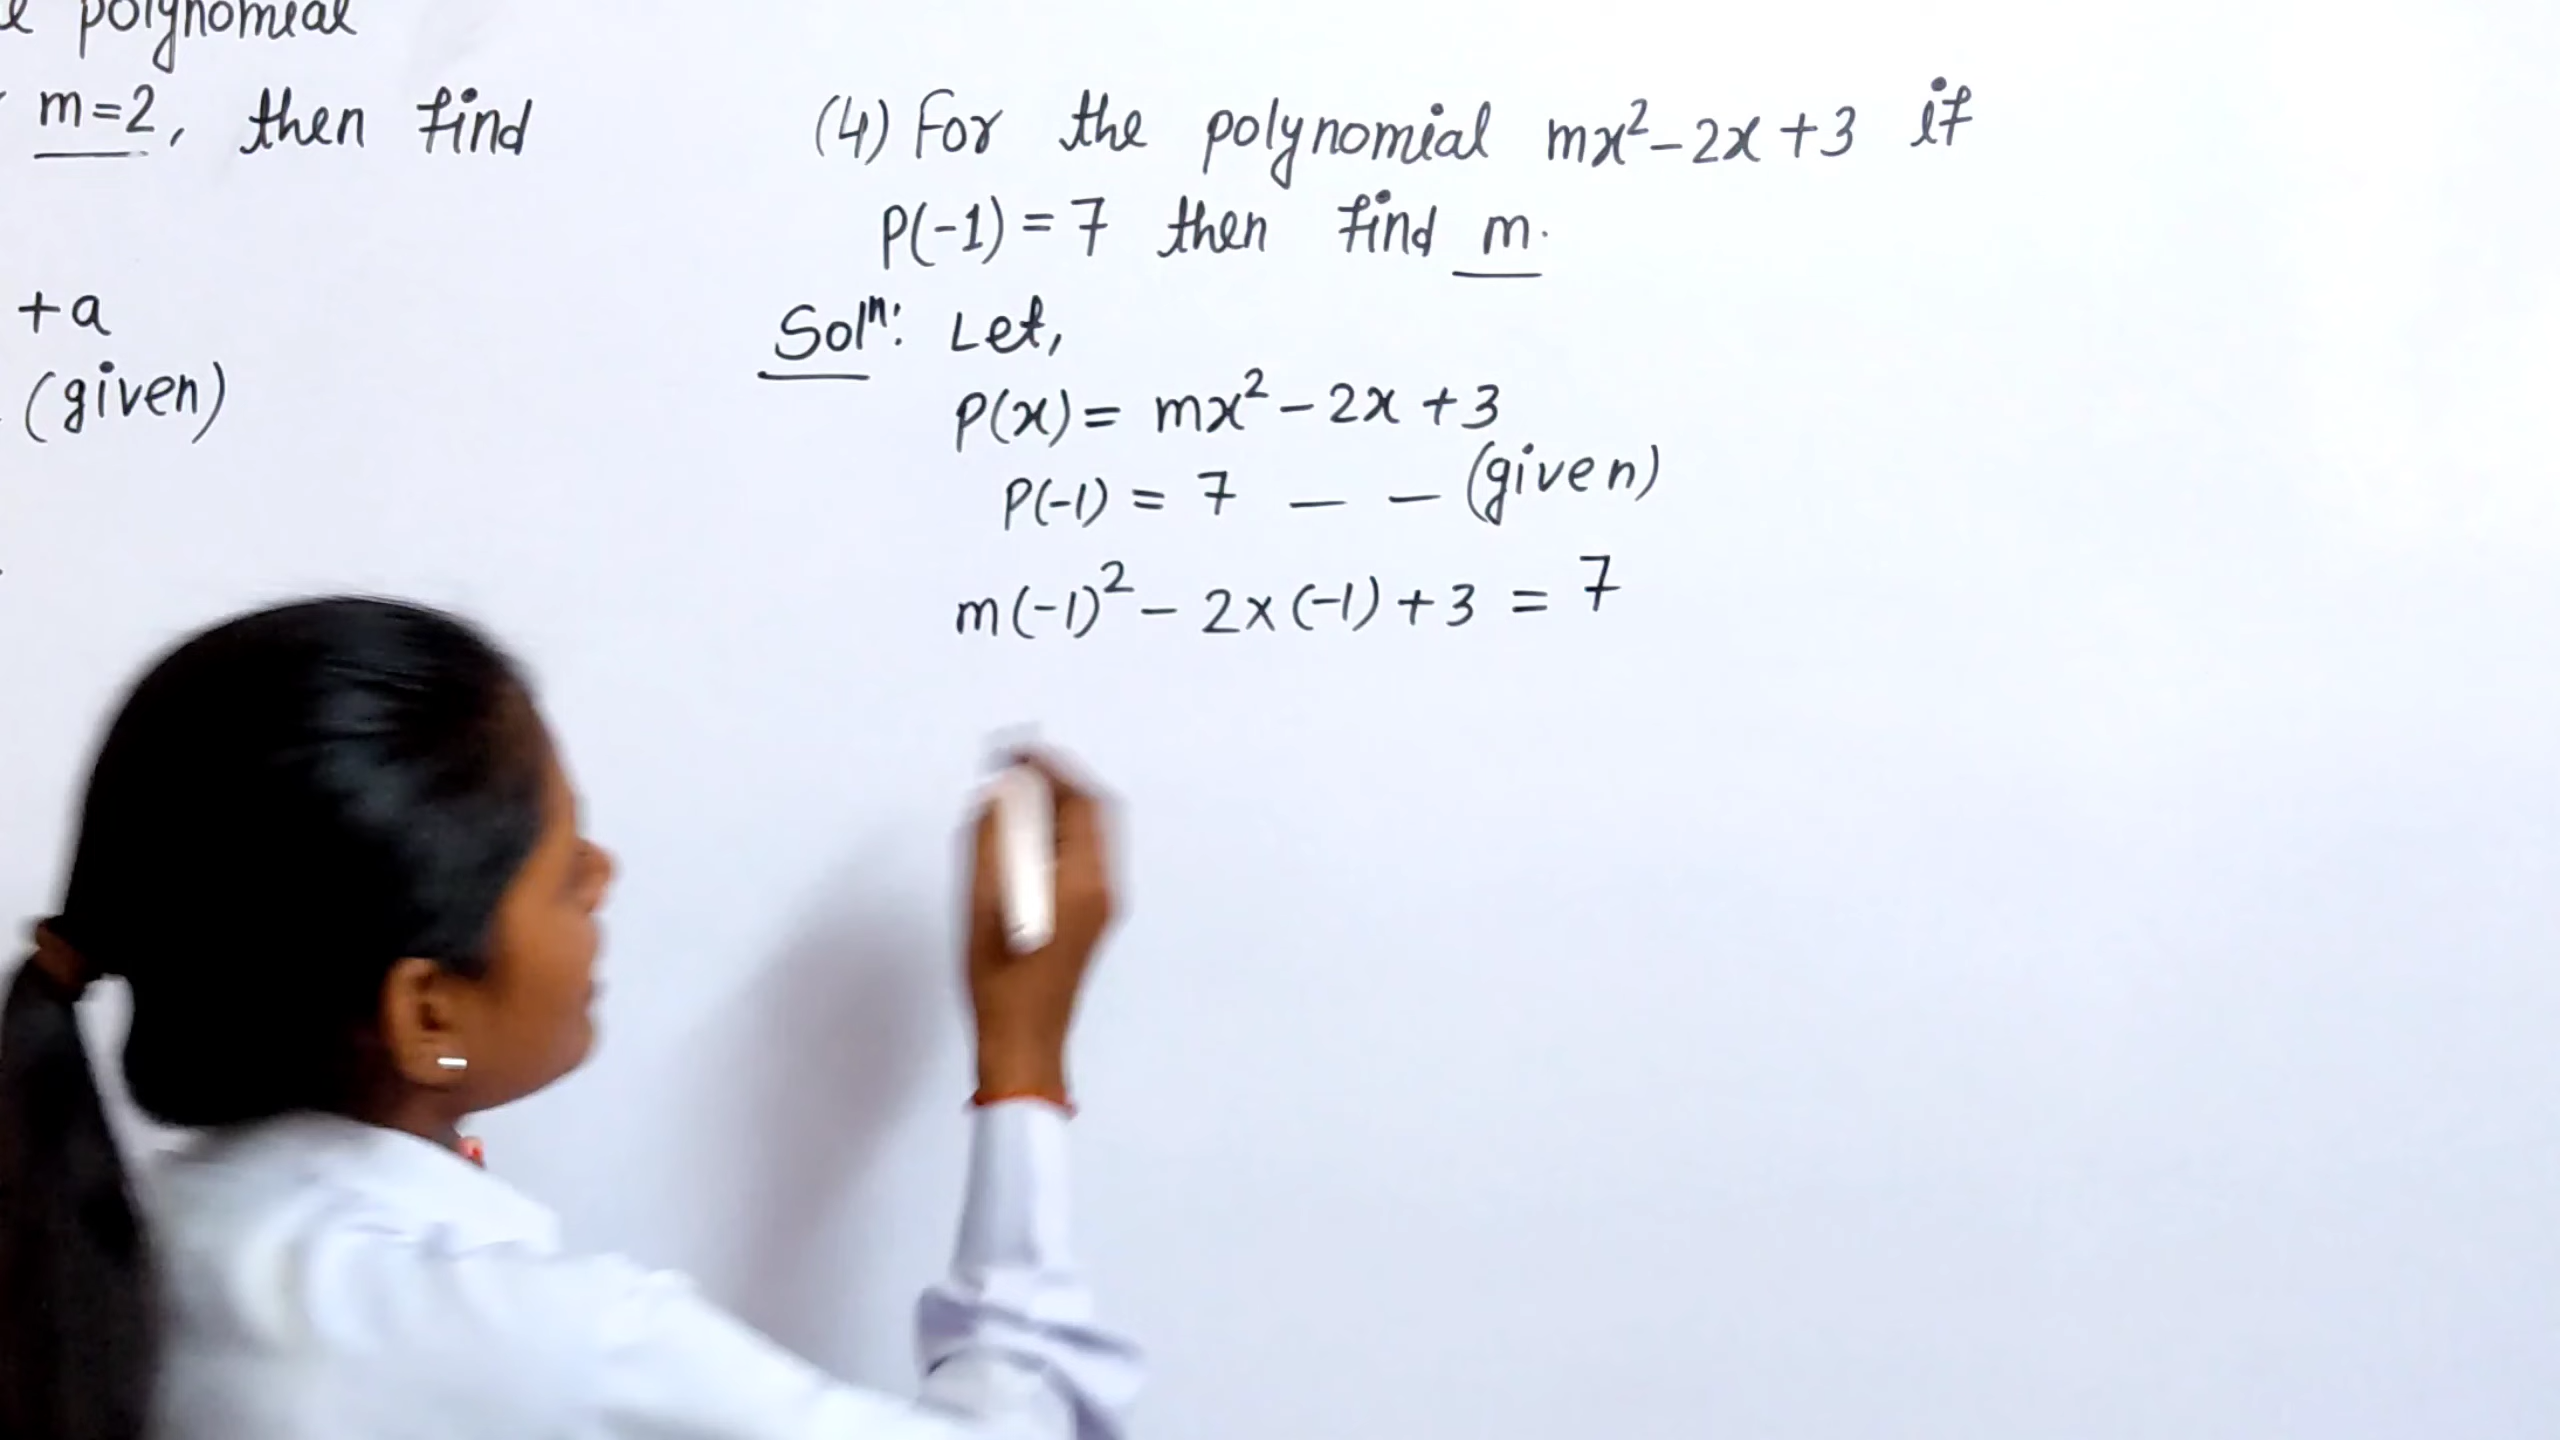 polynomial
m=2, then find
+a
(given)
(4) For the polynomial mx²-2x+3 if
P(-1)=7 then find m.
Solⁿ: Let,
P(x)= mx²-2x+3
P(-1) = 7 - - (given)
m(-1)²- 2x(-1)+3 = 7